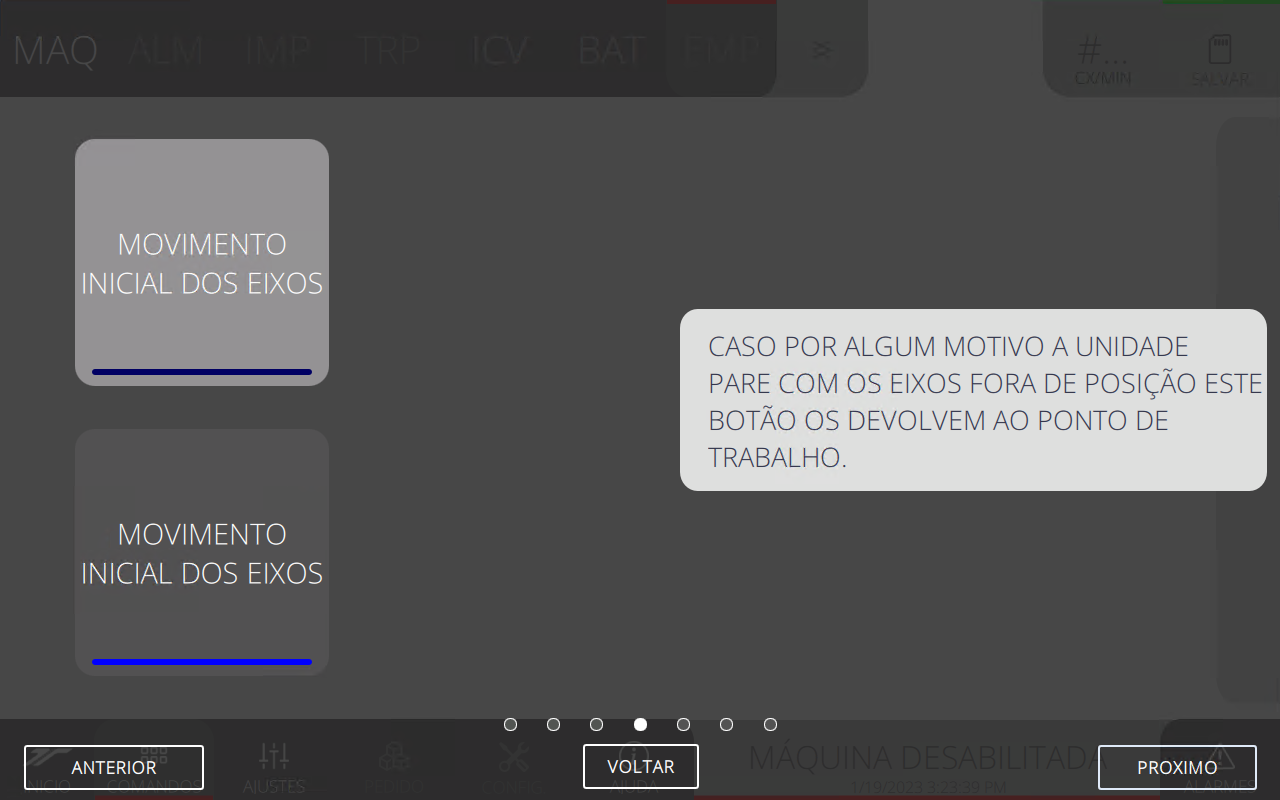 MAQ ALM IMP TRP ICV BAT EMP
#...
CX/MIN SALVAR
MOVIMENTO
INICIAL DOS EIXOS
CASO POR ALGUM MOTIVO A UNIDADE
PARE COM OS EIXOS FORA DE POSIÇÃO ESTE
BOTÃO OS DEVOLVEM AO PONTO DE
TRABALHO.
MOVIMENTO
INICIAL DOS EIXOS
MÁQUINA DESABILITADA
ANTERIOR VOLTAR PROXIMO
INICIO COMANDOS AJUSTES PEDIDO CONFIG AJUDA 1/19/2023 3:23:39 PM ALARMES